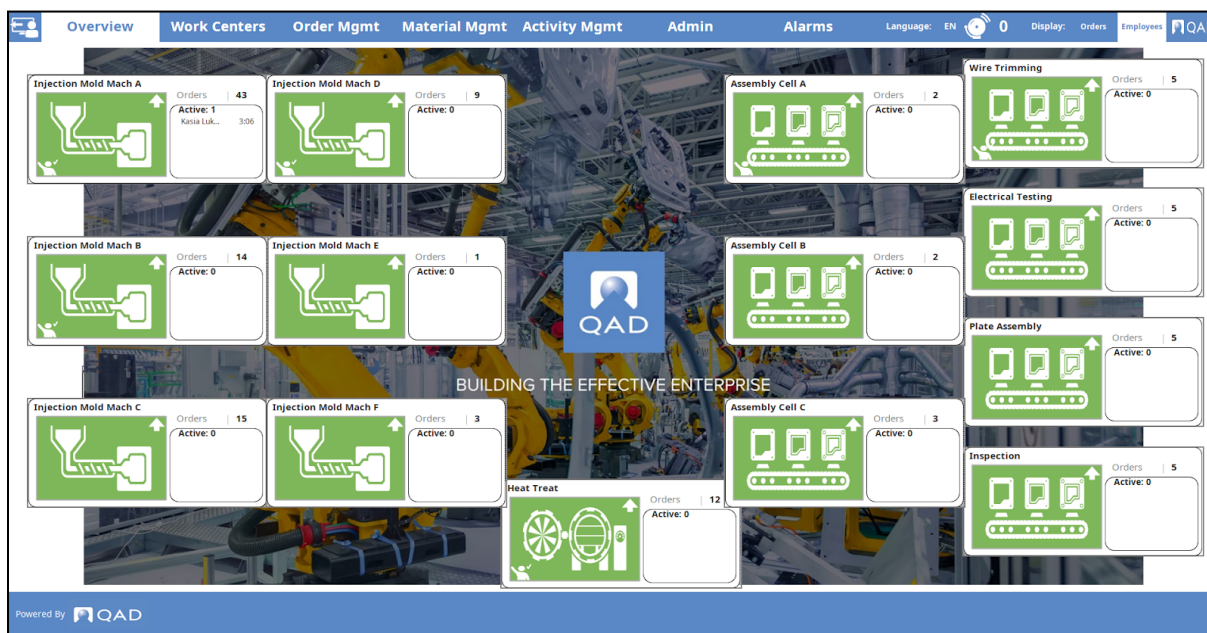 Overview Work Centers Order Mgmt Material Mgmt Activity Mgmt Admin Alarms Language: EN 0 Display: Orders Employees QA
Injection Mold Mach A
Orders | 43
Active: 1
Kasia Luk... 3:06
Injection Mold Mach D
Orders | 9
Active: 0
Assembly Cell A
Orders | 2
Active: 0
Wire Trimming
Orders | 5
Active: 0
Electrical Testing
Orders | 5
Active: 0
Injection Mold Mach B
Orders | 14
Active: 0
Injection Mold Mach E
Orders | 1
Active: 0
Assembly Cell B
Orders | 2
Active: 0
QAD
BUILDING THE EFFECTIVE ENTERPRISE
Plate Assembly
Orders | 5
Active: 0
Injection Mold Mach C
Orders | 15
Active: 0
Injection Mold Mach F
Orders | 3
Active: 0
Assembly Cell C
Orders | 3
Active: 0
Inspection
Orders | 5
Active: 0
Heat Treat
Orders | 12
Active: 0
Powered By QAD